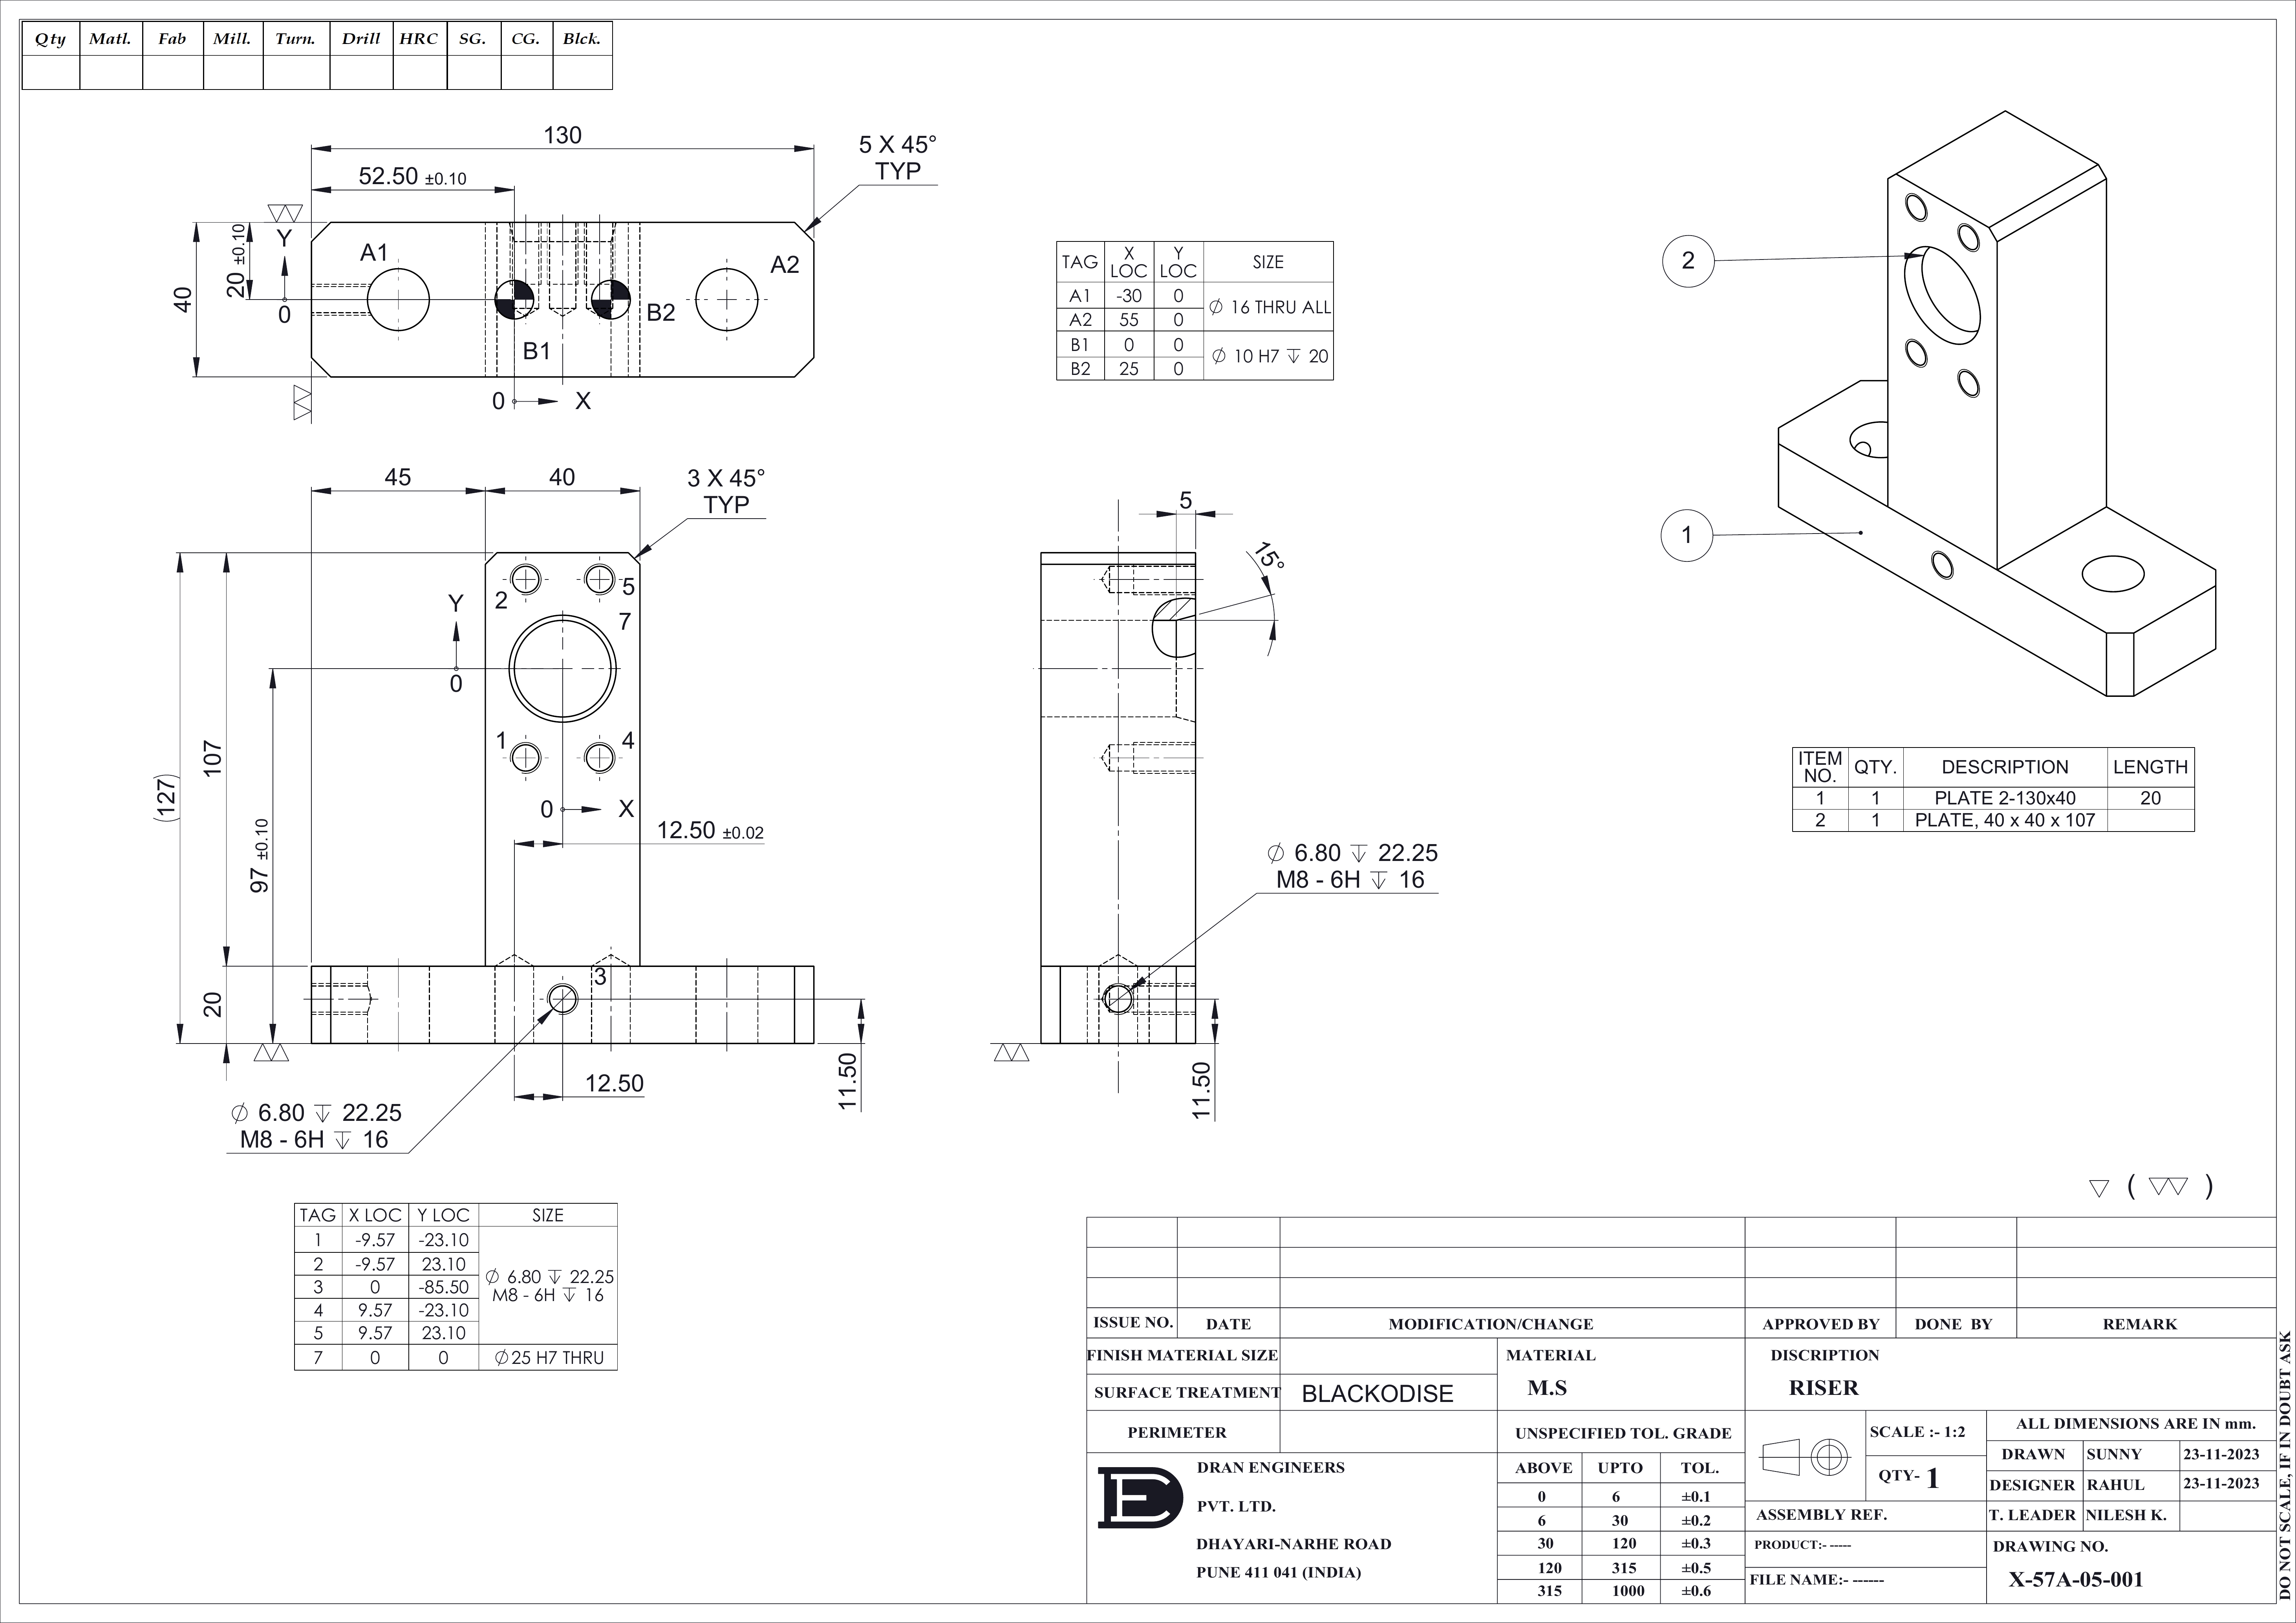 Qty Matl. Fab Mill. Turn. Drill HRC SG. CG. Blck.
130
5 X 45°
TYP
52.50 ±0.10
40
20 ±0.10
Y
0
A1
A2
B1
B2
0 X
TAG X LOC Y LOC SIZE
A1 -30 0 ∅ 16 THRU ALL
A2 55 0
B1 0 0 ∅ 10 H7 ↧ 20
B2 25 0
2
1
45
40
3 X 45°
TYP
(127)
107
97 ±0.10
20
Y
0
2
5
7
1
4
0 X
12.50 ±0.02
3
12.50
11.50
∅ 6.80 ↧ 22.25
M8 - 6H ↧ 16
5
15°
∅ 6.80 ↧ 22.25
M8 - 6H ↧ 16
11.50
ITEM NO. QTY. DESCRIPTION LENGTH
1 1 PLATE 2-130x40 20
2 1 PLATE, 40 x 40 x 107
TAG X LOC Y LOC SIZE
1 -9.57 -23.10 ∅ 6.80 ↧ 22.25
2 -9.57 23.10 M8 - 6H ↧ 16
3 0 -85.50
4 9.57 -23.10
5 9.57 23.10
7 0 0 ∅25 H7 THRU
( )
ISSUE NO. DATE MODIFICATION/CHANGE APPROVED BY DONE BY REMARK
FINISH MATERIAL SIZE
MATERIAL
M.S
DISCRIPTION
RISER
SURFACE TREATMENT BLACKODISE
PERIMETER
UNSPECIFIED TOL. GRADE
ABOVE UPTO TOL.
0 6 ±0.1
6 30 ±0.2
30 120 ±0.3
120 315 ±0.5
315 1000 ±0.6
DE
DRAN ENGINEERS
PVT. LTD.
DHAYARI-NARHE ROAD
PUNE 411 041 (INDIA)
SCALE :- 1:2
QTY- 1
ALL DIMENSIONS ARE IN mm.
DRAWN SUNNY 23-11-2023
DESIGNER RAHUL 23-11-2023
T. LEADER NILESH K.
ASSEMBLY REF.
PRODUCT:- -----
FILE NAME:- ------
DRAWING NO.
X-57A-05-001
DO NOT SCALE, IF IN DOUBT ASK